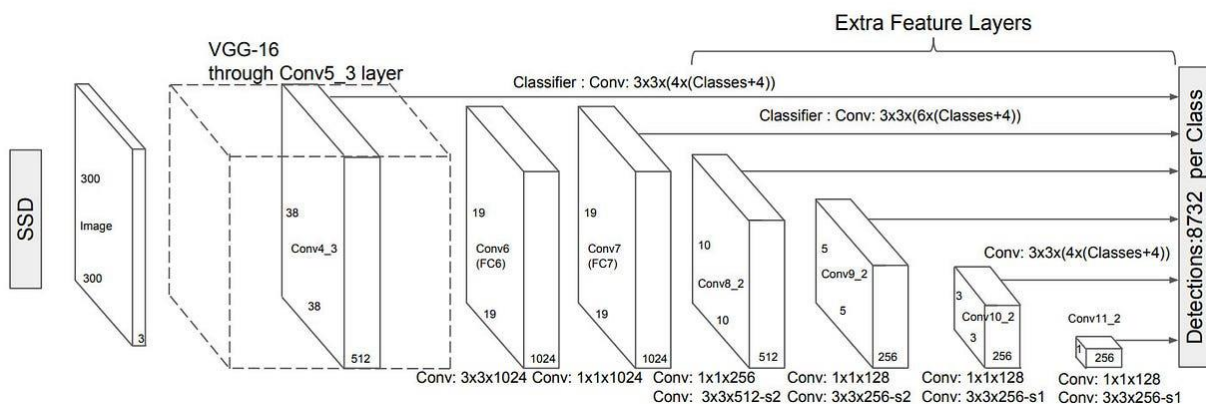 Extra Feature Layers
VGG-16
through Conv5_3 layer
Classifier : Conv: 3x3x(4x(Classes+4))
Classifier : Conv: 3x3x(6x(Classes+4))
SSD
300
Image
300
3
38
Conv4_3
38
512
19
Conv6
(FC6)
19
1024
19
Conv7
(FC7)
19
1024
10
Conv8_2
10
512
5
Conv9_2
5
256
Conv: 3x3x(4x(Classes+4))
3
Conv10_2
3
256
Conv11_2
1
256
Detections:8732 per Class
Conv: 3x3x1024
Conv: 1x1x1024
Conv: 1x1x256
Conv: 3x3x512-s2
Conv: 1x1x128
Conv: 3x3x256-s2
Conv: 1x1x128
Conv: 3x3x256-s1
Conv: 1x1x128
Conv: 3x3x256-s1